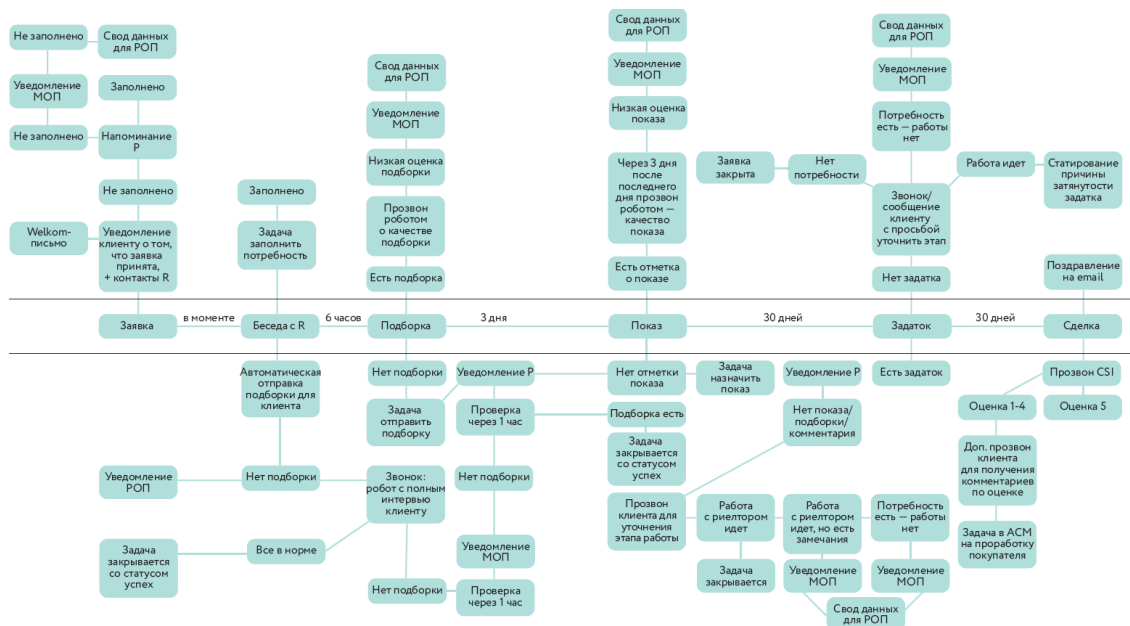 Не заполнено
Свод данных
для РОП
Уведомление
МОП
Заполнено
Не заполнено
Напоминание
Р
Не заполнено
Welkom-
письмо
Уведомление
клиенту о том,
что заявка
принята,
+ контакты R
Заполнено
Задача
заполнить
потребность
Свод данных
для РОП
Уведомление
МОП
Низкая оценка
подборки
Прозвон
роботом
о качестве
подборки
Есть подборка
Свод данных
для РОП
Уведомление
МОП
Низкая оценка
показа
Через 3 дня
после
последнего
дня прозвон
роботом —
качество
показа
Есть отметка
о показе
Заявка
закрыта
Нет
потребности
Свод данных
для РОП
Уведомление
МОП
Потребность
есть — работы
нет
Звонок/
сообщение
клиенту
с просьбой
уточнить этап
Нет задатка
Работа идет
Статирование
причины
затянутости
задатка
Поздравление
на email
Заявка
в моменте
Беседа с R
6 часов
Подборка
3 дня
Показ
30 дней
Задаток
30 дней
Сделка
Автоматическая
отправка
подборки для
клиента
Нет подборки
Уведомление Р
Нет отметки
показа
Задача
назначить
показ
Уведомление Р
Есть задаток
Прозвон CSI
Задача
отправить
подборку
Проверка
через 1 час
Подборка есть
Нет показа/
подборки/
комментария
Оценка 1-4
Оценка 5
Задача
закрывается
со статусом
успех
Доп. прозвон
клиента
для получения
комментариев
по оценке
Уведомление
РОП
Нет подборки
Звонок:
робот с полным
интервью
клиенту
Нет подборки
Прозвон
клиента для
уточнения
этапа работы
Работа
с риелтором
идет
Работа
с риелтором
идет, но есть
замечания
Потребность
есть — работы
нет
Задача в АСМ
на проработку
покупателя
Задача
закрывается
со статусом
успех
Все в норме
Уведомление
МОП
Задача
закрывается
Уведомление
МОП
Уведомление
МОП
Нет подборки
Проверка
через 1 час
Свод данных
для РОП